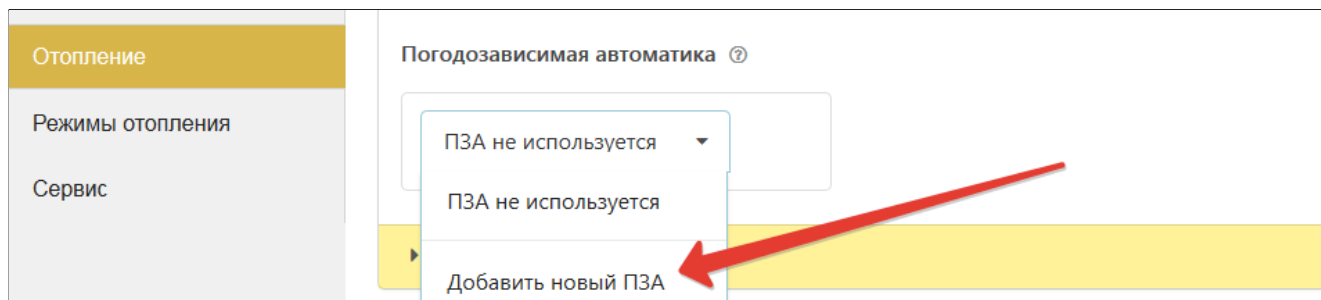 Отопление
Режимы отопления
Сервис
Погодозависимая автоматика ?
ПЗА не используется
ПЗА не используется
Добавить новый ПЗА